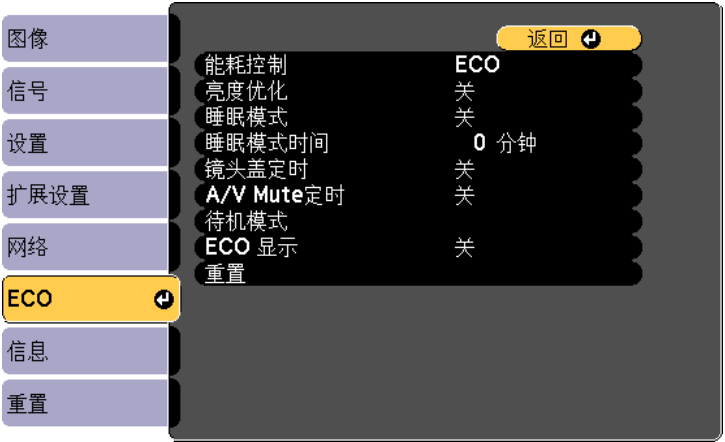 图像
信号
设置
扩展设置
网络
ECO
信息
重置
返回
能耗控制 ECO
亮度优化 关
睡眠模式 关
睡眠模式时间 0 分钟
镜头盖定时 关
A/V Mute定时 关
待机模式
ECO 显示 关
重置